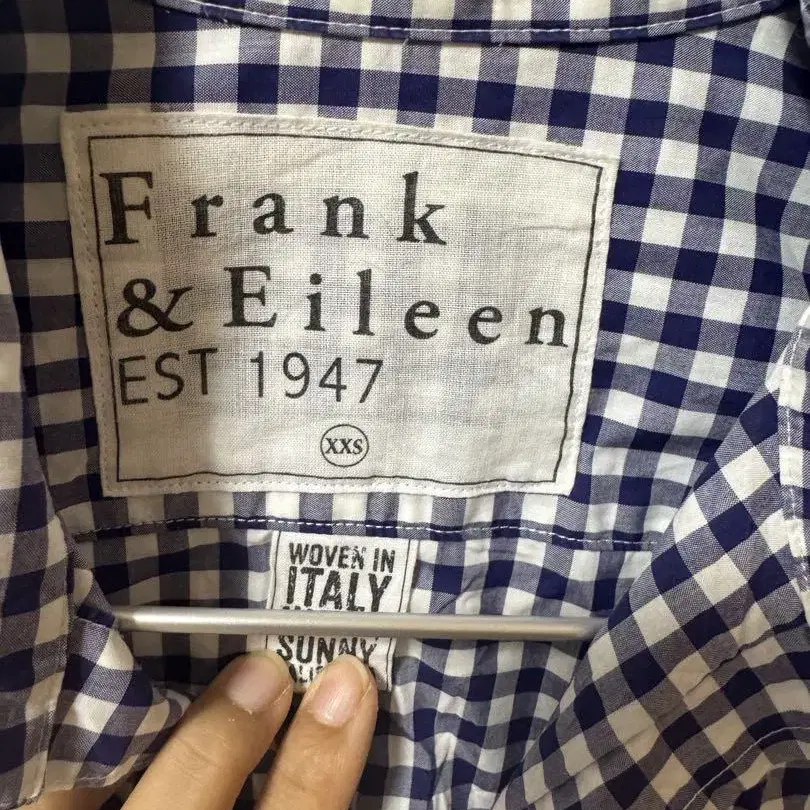 Frank
& Eileen
EST 1947
XXS
WOVEN IN
ITALY
SUNNY